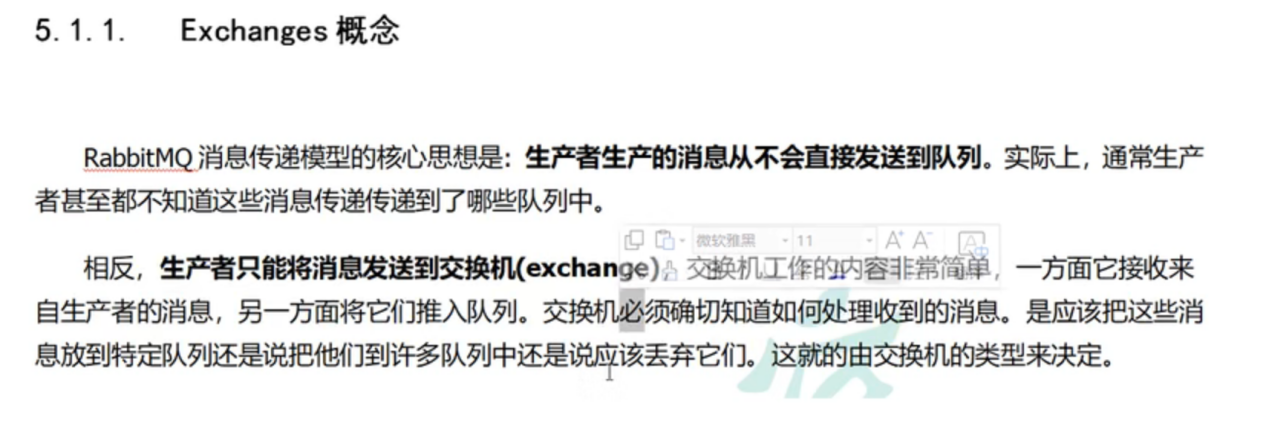 5.1.1. Exchanges 概念
RabbitMQ 消息传递模型的核心思想是：生产者生产的消息从不会直接发送到队列。实际上，通常生产
者甚至都不知道这些消息传递传递到了哪些队列中。
微软雅黑 11 A+ A-
相反，生产者只能将消息发送到交换机(exchange)，交换机工作的内容非常简单，一方面它接收来
自生产者的消息，另一方面将它们推入队列。交换机必须确切知道如何处理收到的消息。是应该把这些消
息放到特定队列还是说把他们到许多队列中还是说应该丢弃它们。这就的由交换机的类型来决定。